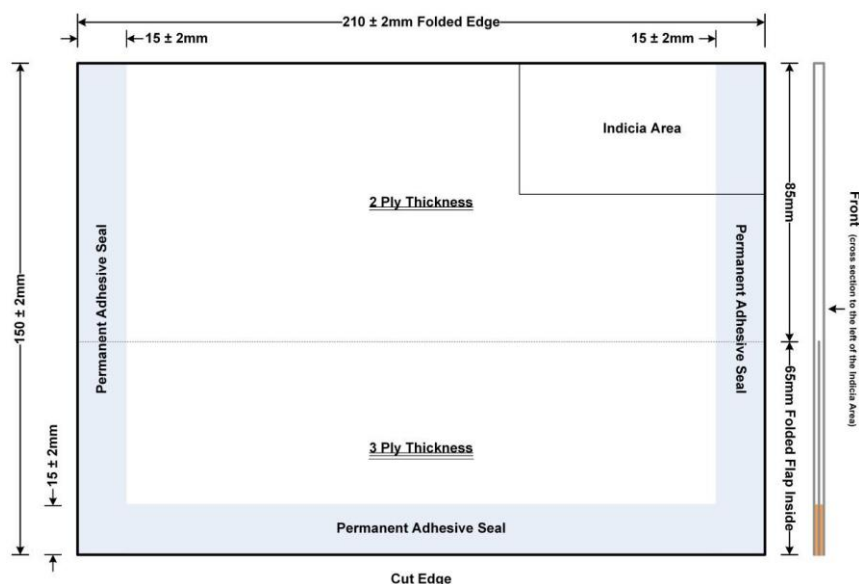 210 ± 2mm Folded Edge
15 ± 2mm
15 ± 2mm
Indicia Area
2 Ply Thickness
Permanent Adhesive Seal
Permanent Adhesive Seal
150 ± 2mm
85mm
Front (cross section to the left of the Indicia Area)
65mm Folded Flap Inside
3 Ply Thickness
15 ± 2mm
Permanent Adhesive Seal
Cut Edge